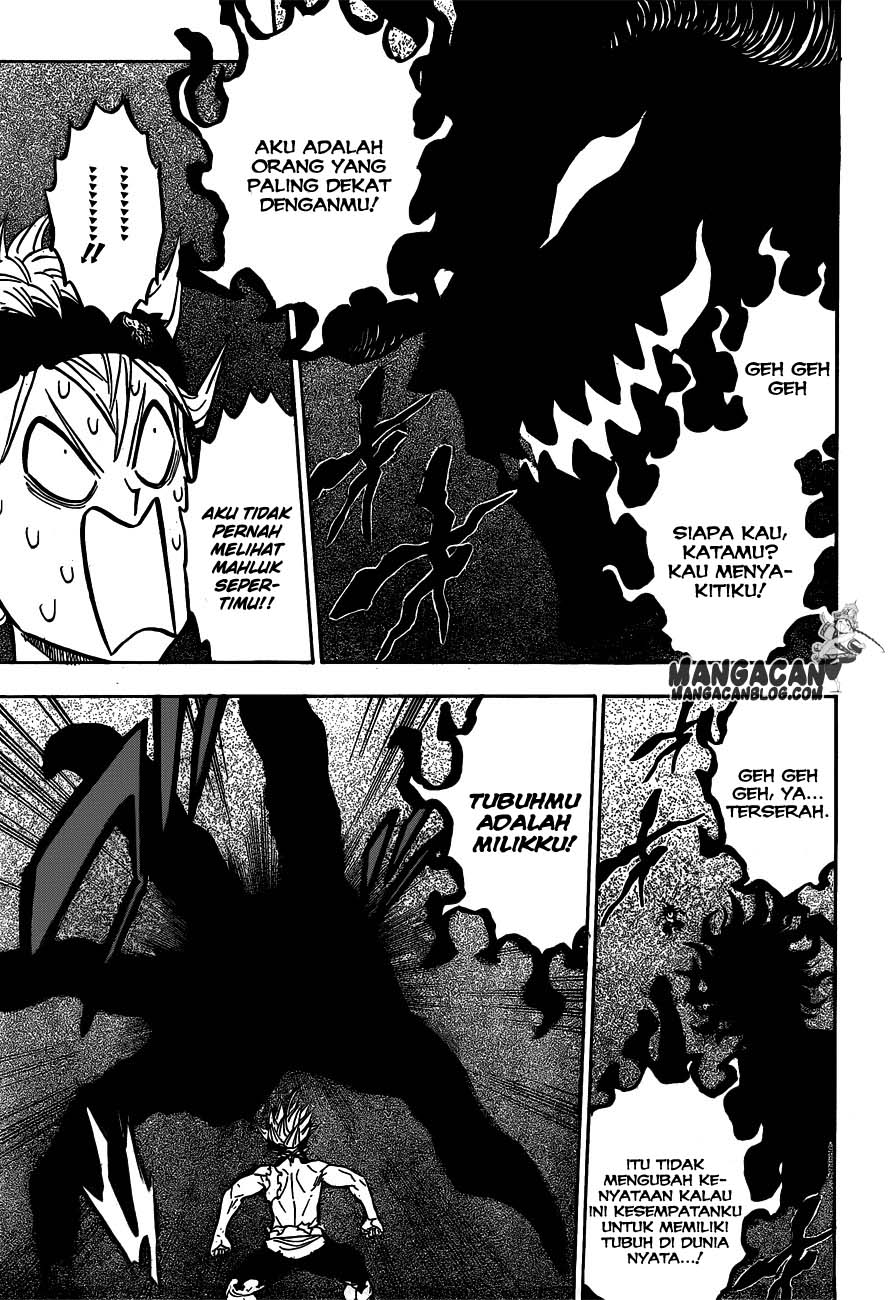 GEH GEH
GEH
SIAPA KAU,
KATAMU?
KAU MENYA-
KITIKU!
AKU ADALAH
ORANG YANG
PALING DEKAT
DENGANMU!
!!
AKU TIDAK
PERNAH
MELIHAT
MAHLUK
SEPER-
TIMU!!
MANGACAN
MANGACANBLOG.COM
GEH GEH
GEH, YA...
TERSERAH.
ITU TIDAK
MENGUBAH KE-
NYATAAN KALAU
INI KESEMPATANKU
UNTUK MEMILIKI
TUBUH DI DUNIA
NYATA...!
TUBUHMU
ADALAH
MILIKKU!